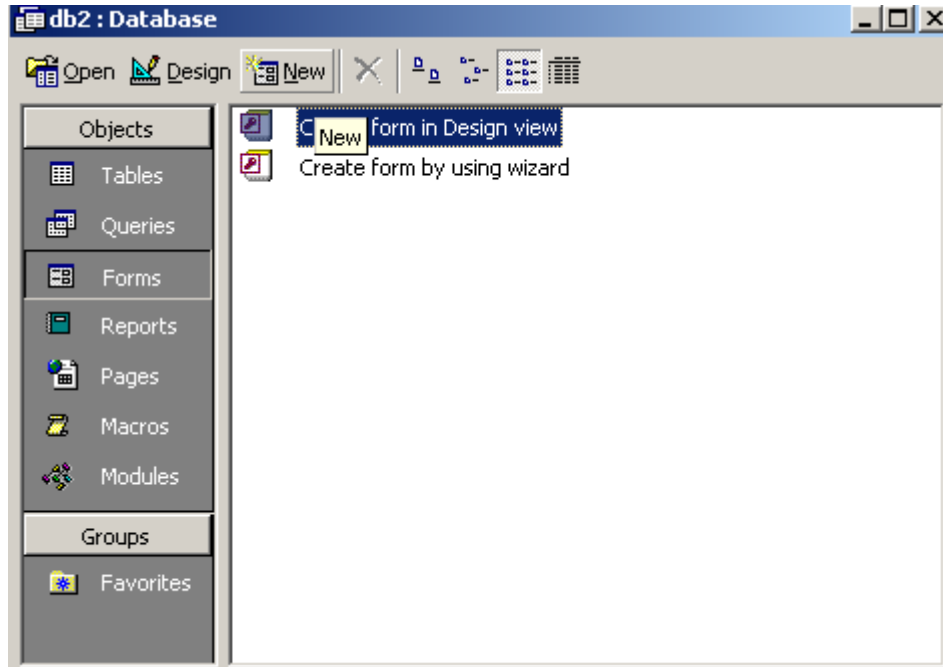 db2 : Database
Open Design New
Objects
Tables
Queries
Forms
Reports
Pages
Macros
Modules
Groups
Favorites
C New form in Design view
Create form by using wizard